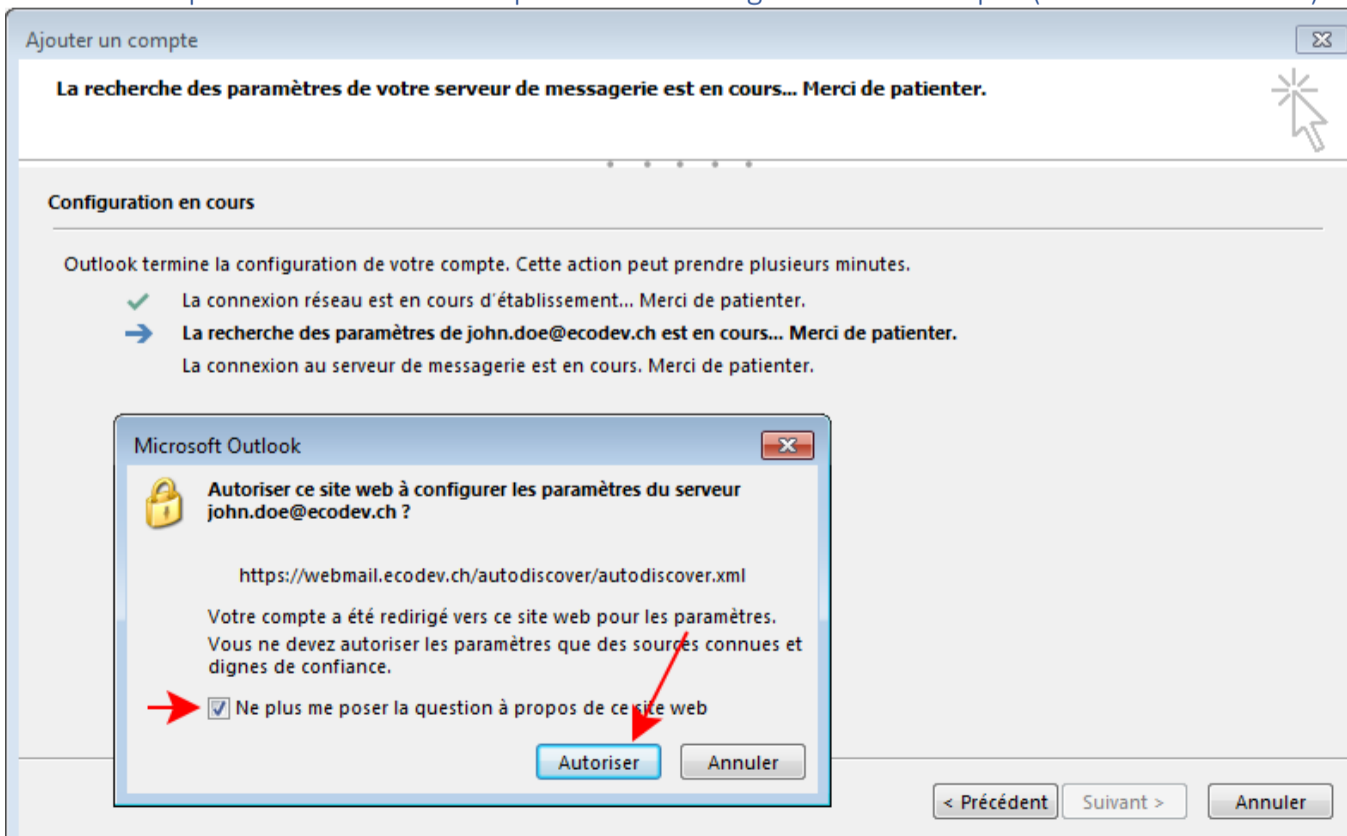 Ajouter un compte
La recherche des paramètres de votre serveur de messagerie est en cours... Merci de patienter.
Configuration en cours
Outlook termine la configuration de votre compte. Cette action peut prendre plusieurs minutes.
La connexion réseau est en cours d'établissement... Merci de patienter.
La recherche des paramètres de john.doe@ecodev.ch est en cours... Merci de patienter.
La connexion au serveur de messagerie est en cours. Merci de patienter.
Microsoft Outlook
Autoriser ce site web à configurer les paramètres du serveur
john.doe@ecodev.ch ?
https://webmail.ecodev.ch/autodiscover/autodiscover.xml
Votre compte a été redirigé vers ce site web pour les paramètres.
Vous ne devez autoriser les paramètres que des sources connues et
dignes de confiance.
Ne plus me poser la question à propos de ce site web
Autoriser
Annuler
< Précédent
Suivant >
Annuler